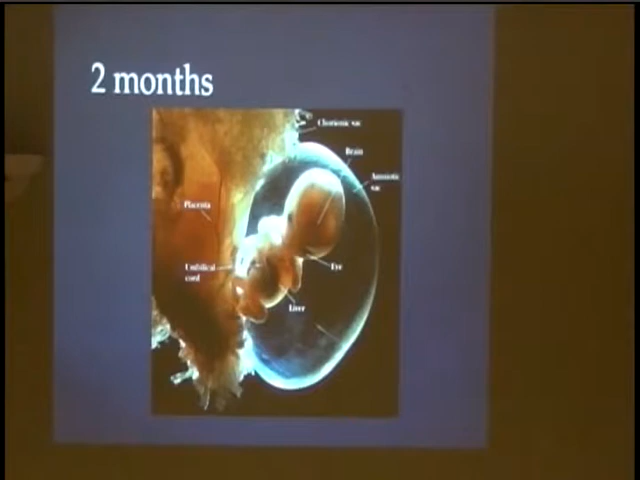 2 months
Chorionic sac
Brain
Amniotic
sac
Placenta
Umbilical
cord
Eye
Liver